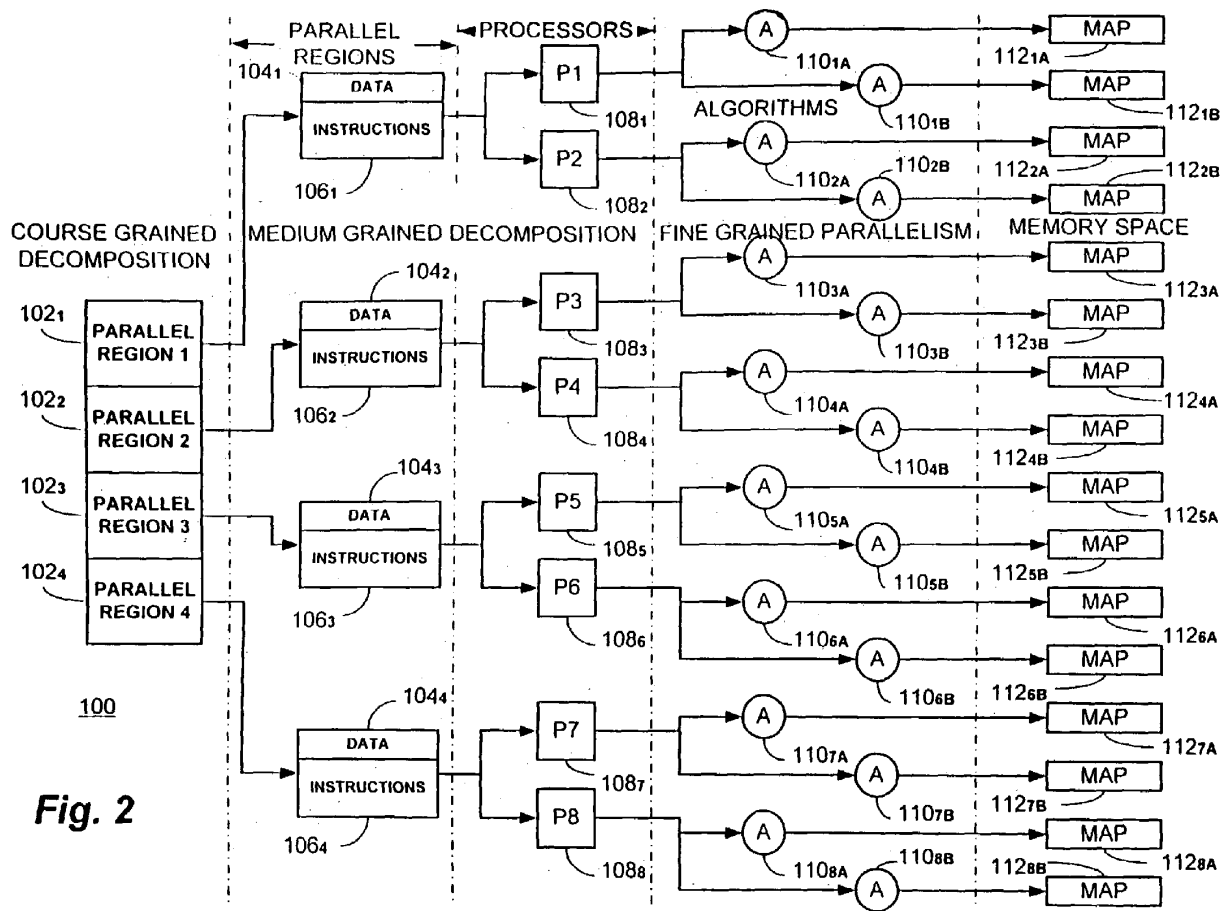 PARALLEL
REGIONS
PROCESSORS
104₁
DATA
INSTRUCTIONS
106₁
P1
108₁
P2
108₂
A
110₁A
A
110₁B
ALGORITHMS
A
110₂A
110₂B
A
MAP
112₁A
MAP
112₁B
MAP
112₂A
112₂B
MAP
COURSE GRAINED
DECOMPOSITION
MEDIUM GRAINED DECOMPOSITION
FINE GRAINED PARALLELISM
MEMORY SPACE
102₁
PARALLEL
REGION 1
102₂
PARALLEL
REGION 2
102₃
PARALLEL
REGION 3
102₄
PARALLEL
REGION 4
104₂
DATA
INSTRUCTIONS
106₂
P3
108₃
P4
108₄
A
110₃A
A
110₃B
A
110₄A
A
110₄B
MAP
112₃A
MAP
112₃B
MAP
112₄A
MAP
112₄B
104₃
DATA
INSTRUCTIONS
106₃
P5
108₅
P6
108₆
A
110₅A
A
110₅B
A
110₆A
A
110₆B
MAP
112₅A
MAP
112₅B
MAP
112₆A
MAP
112₆B
100
104₄
DATA
INSTRUCTIONS
106₄
P7
108₇
P8
108₈
A
110₇A
A
110₇B
A
110₈A
110₈B
A
MAP
112₇A
MAP
112₇B
MAP
112₈A
112₈B
MAP
Fig. 2